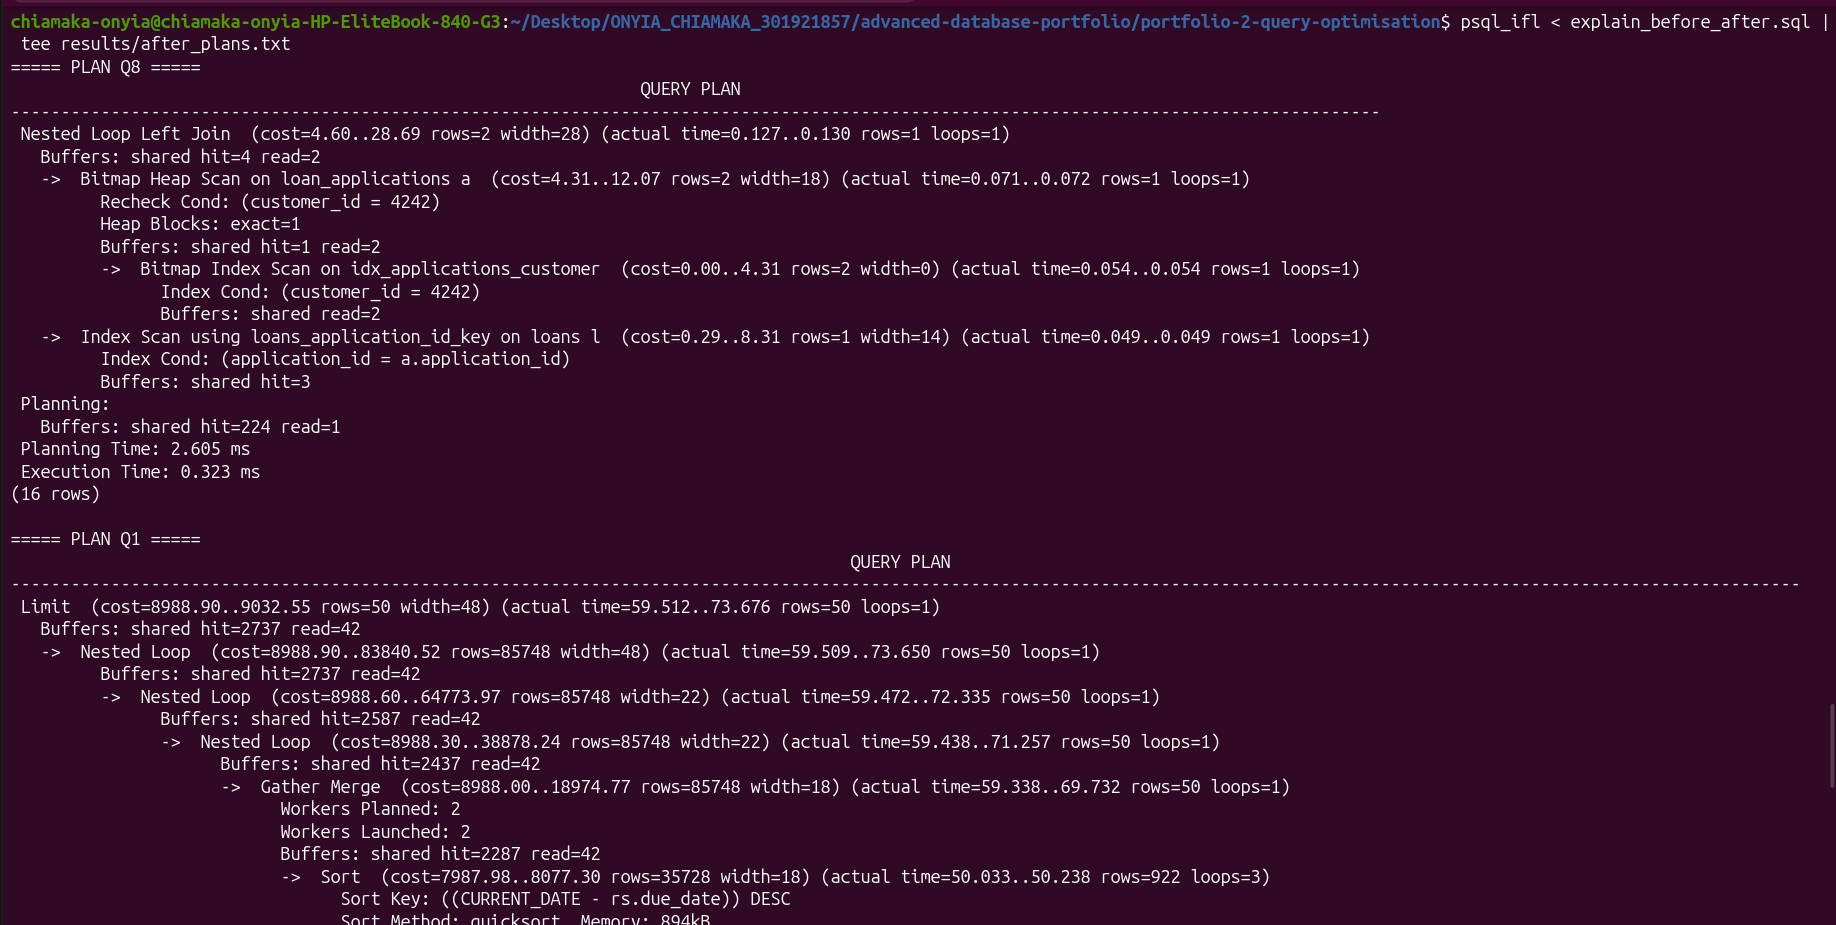 chiamaka-onyia@chiamaka-onyia-HP-EliteBook-840-G3:~/Desktop/ONYIA_CHIAMAKA_301921857/advanced-database-portfolio/portfolio-2-query-optimisation$ psql_ifl < explain_before_after.sql |
 tee results/after_plans.txt
===== PLAN Q8 =====
QUERY PLAN
-----------------------------------------------------------------------------------------------------------------------------------------
 Nested Loop Left Join  (cost=4.60..28.69 rows=2 width=28) (actual time=0.127..0.130 rows=1 loops=1)
   Buffers: shared hit=4 read=2
   ->  Bitmap Heap Scan on loan_applications a  (cost=4.31..12.07 rows=2 width=18) (actual time=0.071..0.072 rows=1 loops=1)
         Recheck Cond: (customer_id = 4242)
         Heap Blocks: exact=1
         Buffers: shared hit=1 read=2
         ->  Bitmap Index Scan on idx_applications_customer  (cost=0.00..4.31 rows=2 width=0) (actual time=0.054..0.054 rows=1 loops=1)
               Index Cond: (customer_id = 4242)
               Buffers: shared read=2
   ->  Index Scan using loans_application_id_key on loans l  (cost=0.29..8.31 rows=1 width=14) (actual time=0.049..0.049 rows=1 loops=1)
         Index Cond: (application_id = a.application_id)
         Buffers: shared hit=3
 Planning:
   Buffers: shared hit=224 read=1
 Planning Time: 2.605 ms
 Execution Time: 0.323 ms
(16 rows)

===== PLAN Q1 =====
QUERY PLAN
-----------------------------------------------------------------------------------------------------------------------------------------------------------------------------------
 Limit  (cost=8988.90..9032.55 rows=50 width=48) (actual time=59.512..73.676 rows=50 loops=1)
   Buffers: shared hit=2737 read=42
   ->  Nested Loop  (cost=8988.90..83840.52 rows=85748 width=48) (actual time=59.509..73.650 rows=50 loops=1)
         Buffers: shared hit=2737 read=42
         ->  Nested Loop  (cost=8988.60..64773.97 rows=85748 width=22) (actual time=59.472..72.335 rows=50 loops=1)
               Buffers: shared hit=2587 read=42
               ->  Nested Loop  (cost=8988.30..38878.24 rows=85748 width=22) (actual time=59.438..71.257 rows=50 loops=1)
                     Buffers: shared hit=2437 read=42
                     ->  Gather Merge  (cost=8988.00..18974.77 rows=85748 width=18) (actual time=59.338..69.732 rows=50 loops=1)
                           Workers Planned: 2
                           Workers Launched: 2
                           Buffers: shared hit=2287 read=42
                           ->  Sort  (cost=7987.98..8077.30 rows=35728 width=18) (actual time=50.033..50.238 rows=922 loops=3)
                                 Sort Key: ((CURRENT_DATE - rs.due_date)) DESC
                                 Sort Method: quicksort  Memory: 894kB